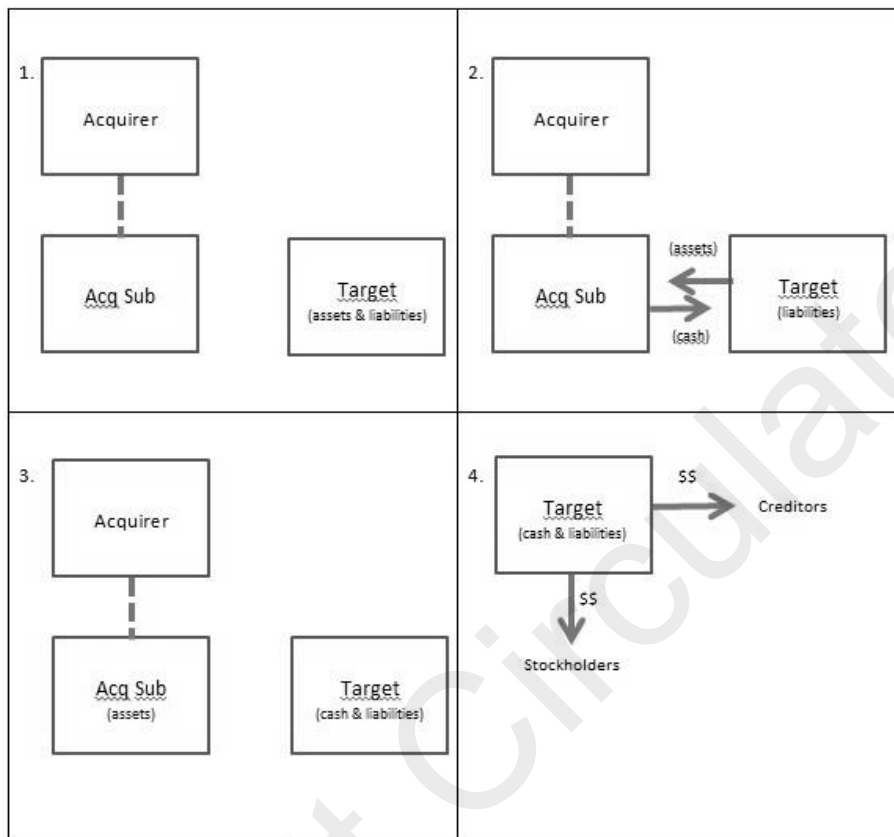 1.
Acquirer
Acq Sub
Target
(assets & liabilities)
2.
Acquirer
Acq Sub
(assets)
(cash)
Target
(liabilities)
3.
Acquirer
Acq Sub
(assets)
Target
(cash & liabilities)
4.
Target
(cash & liabilities)
$$
Creditors
$$
Stockholders